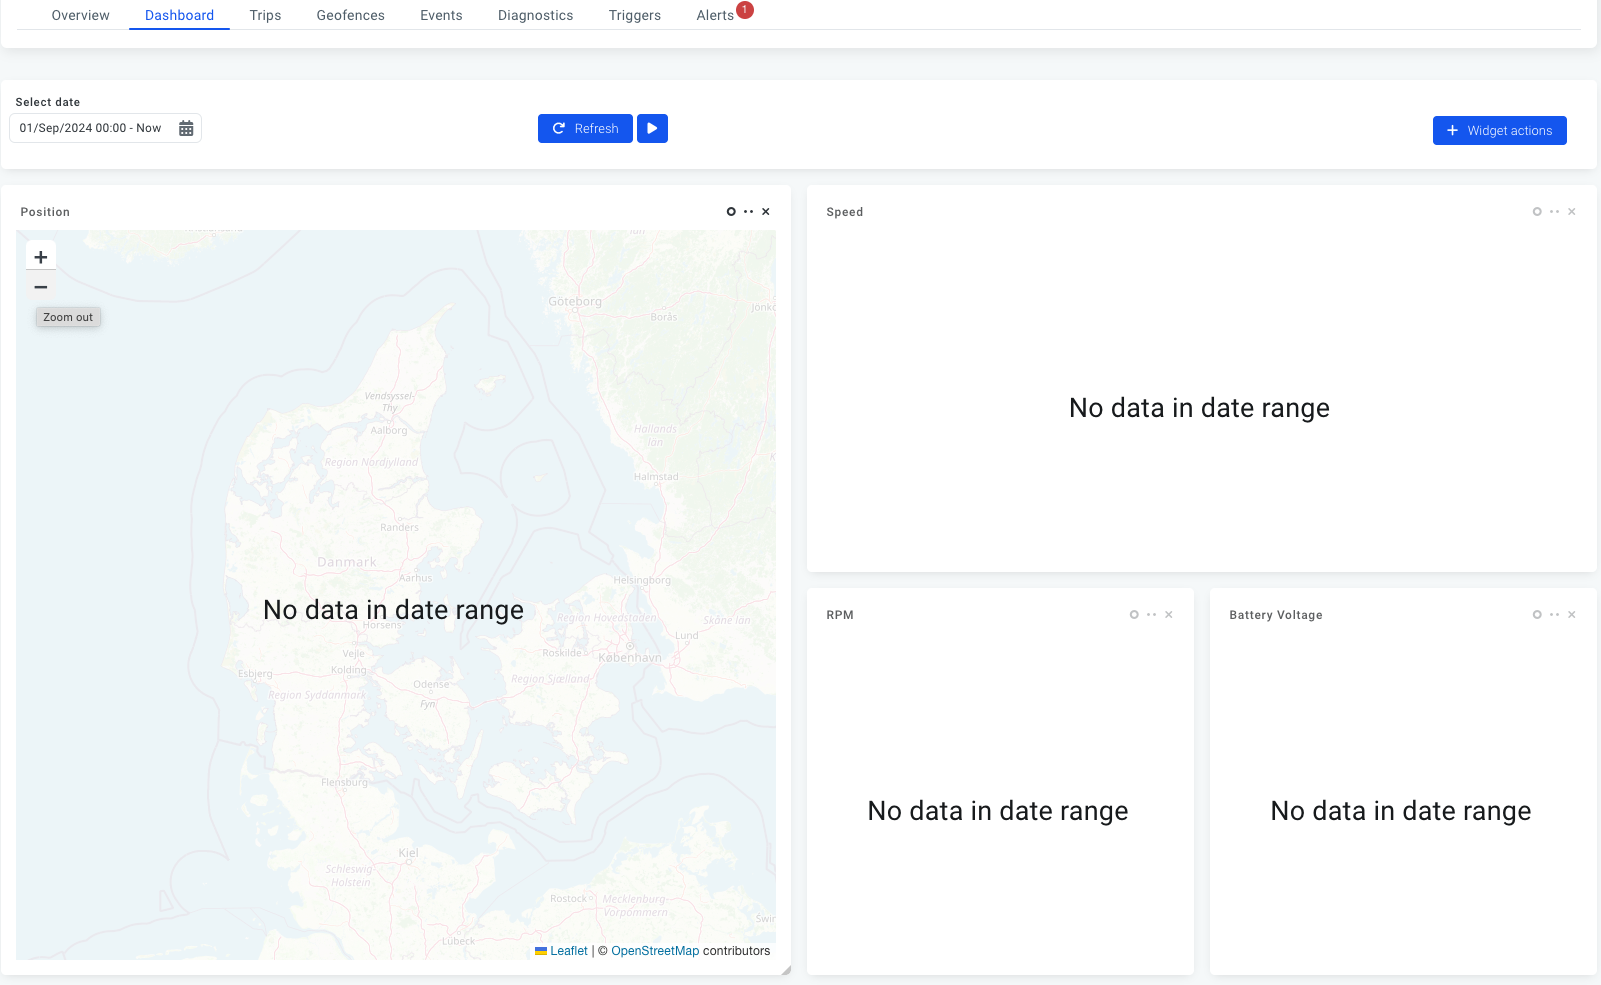 Overview Dashboard Trips Geofences Events Diagnostics Triggers Alerts 1
Select date
01/Sep/2024 00:00 - Now
Refresh
+ Widget actions
Position
+
−
Zoom out
Göteborg
Borås
Jönko
Vendsyssel-
Thy
Aalborg
Region Nordjylland
Hallands
län
Halmstad
Randers
Danmark
Aarhus
Helsingborg
No data in date range
Horsens
Region Hovedstaden
Skåne län
Lund
Vejle
Roskilde
København
Kolding
Esbjerg
Region Sjælland
Odense
Region Syddanmark
Fyn
Flensburg
Kiel
Schleswig
Holstein
Rostock
Mecklenburg
Vorpommern
Swin
Lübeck
Leaflet | © OpenStreetMap contributors
Speed
No data in date range
RPM
No data in date range
Battery Voltage
No data in date range